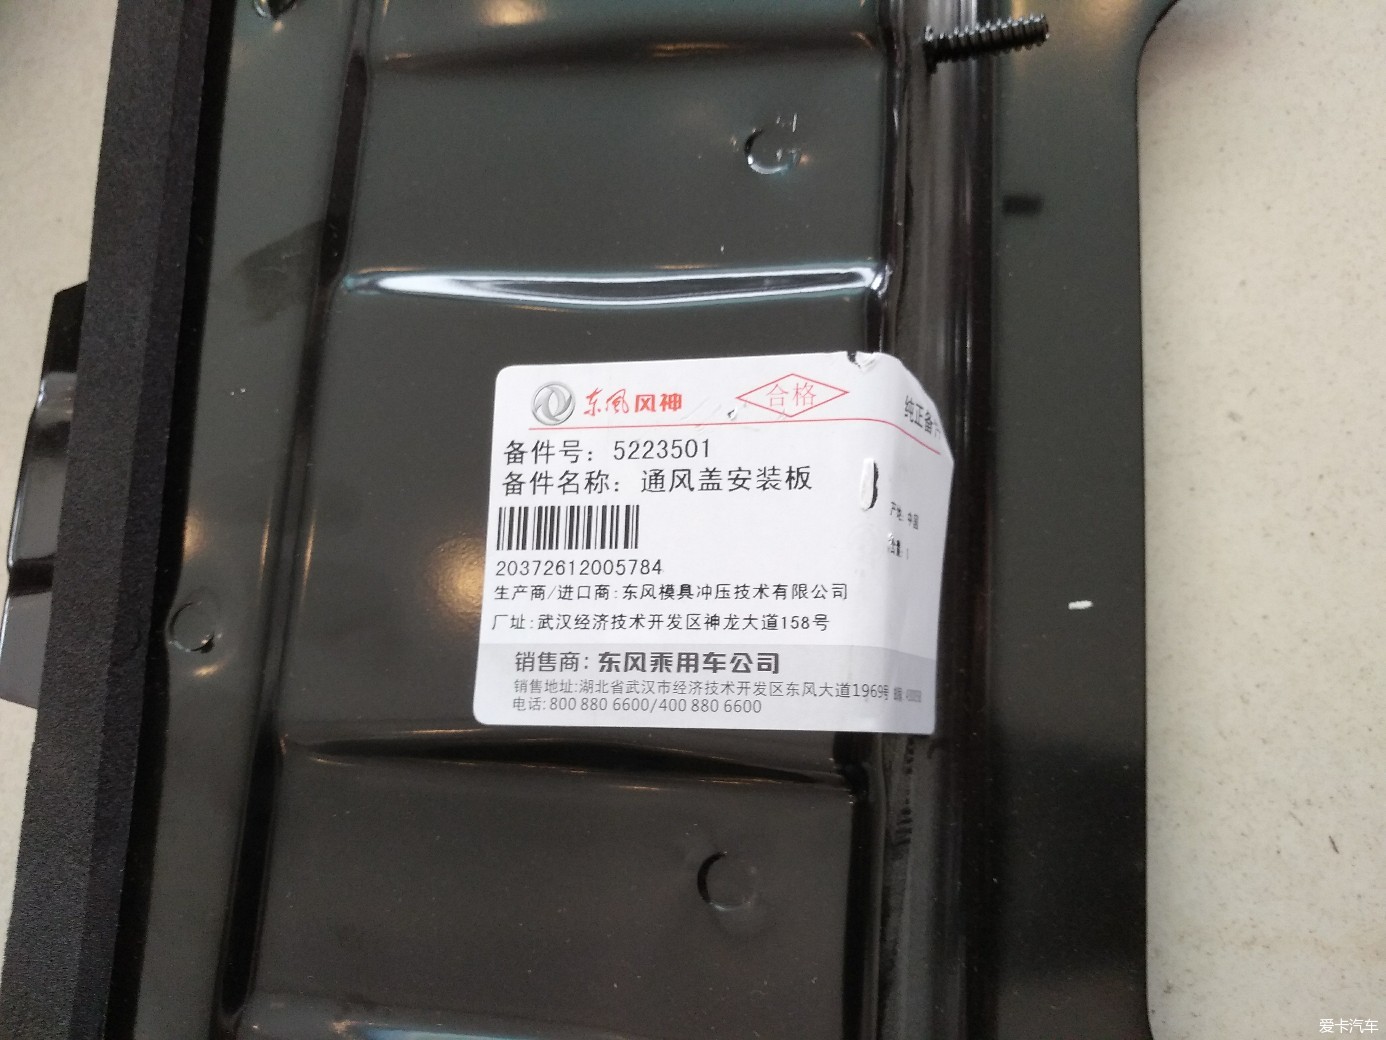 东风风神
合格
纯正备
备件号：5223501
备件名称：通风盖安装板
产地：中国
20372612005784
生产商/进口商:东风模具冲压技术有限公司
厂址:武汉经济技术开发区神龙大道158号
销售商：东风乘用车公司
销售地址:湖北省武汉市经济技术开发区东风大道1969号
电话:800 880 6600/400 880 6600
爱卡汽车